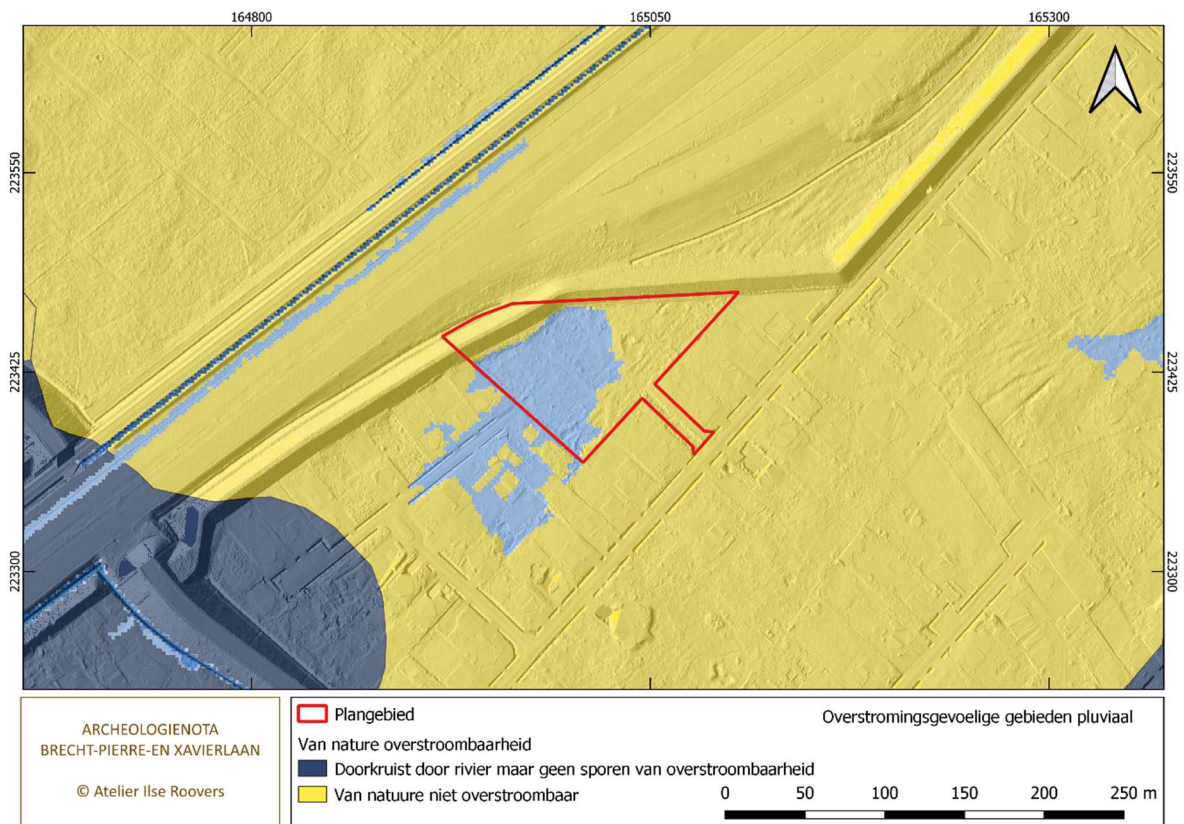 164800
165050
165300
223550
223550
223425
223425
223300
223300
ARCHEOLOGIENOTA
BRECHT-PIERRE-EN XAVIERLAAN
© Atelier Ilse Roovers
Plangebied
Overstromingsgevoelige gebieden pluviaal
Van nature overstroombaarheid
Doorkruist door rivier maar geen sporen van overstroombaarheid
Van natuure niet overstroombaar
0 50 100 150 200 250 m